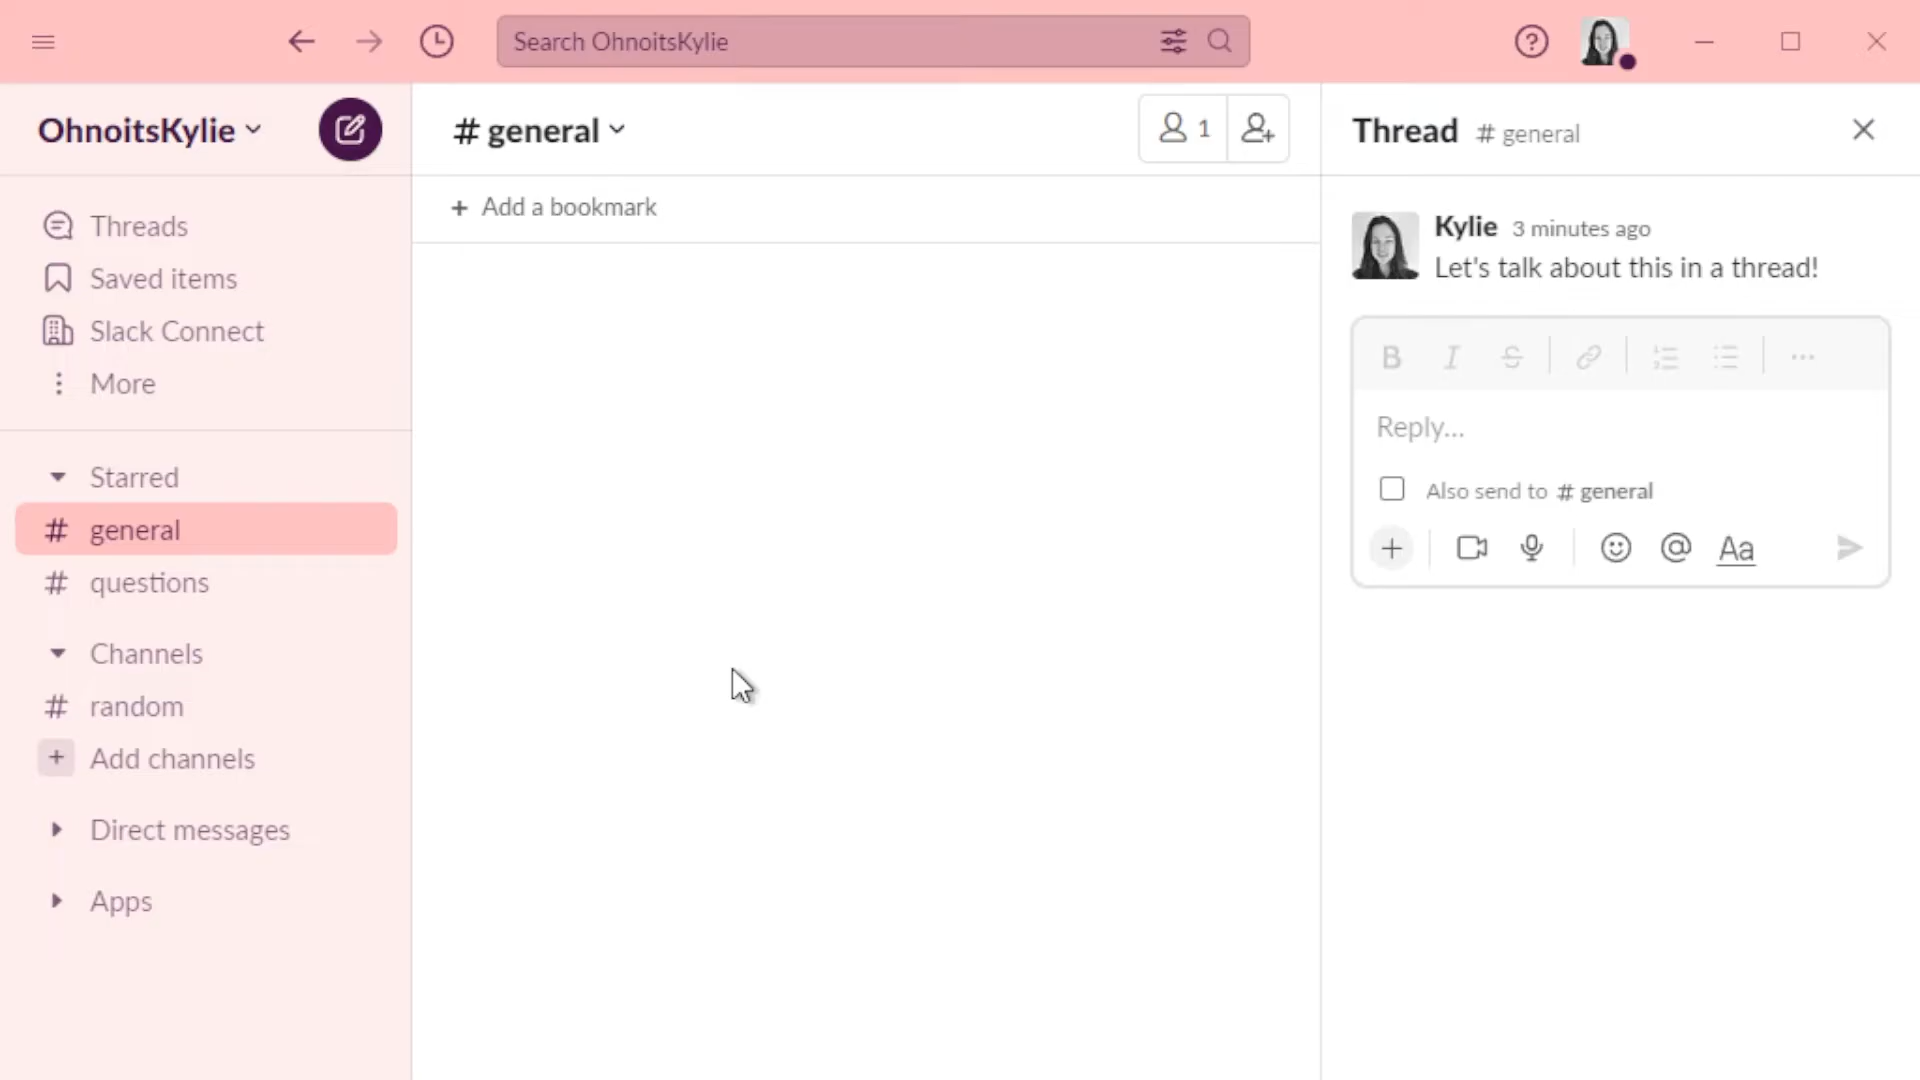 Search OhnoitsKylie
OhnoitsKylie
Threads
Saved items
Slack Connect
More
Starred
# general
# questions
Channels
# random
+ Add channels
Direct messages
Apps
# general
1
+ Add a bookmark
Thread # general
Kylie 3 minutes ago
Let's talk about this in a thread!
B I S
Reply...
Also send to # general
+ @ Aa